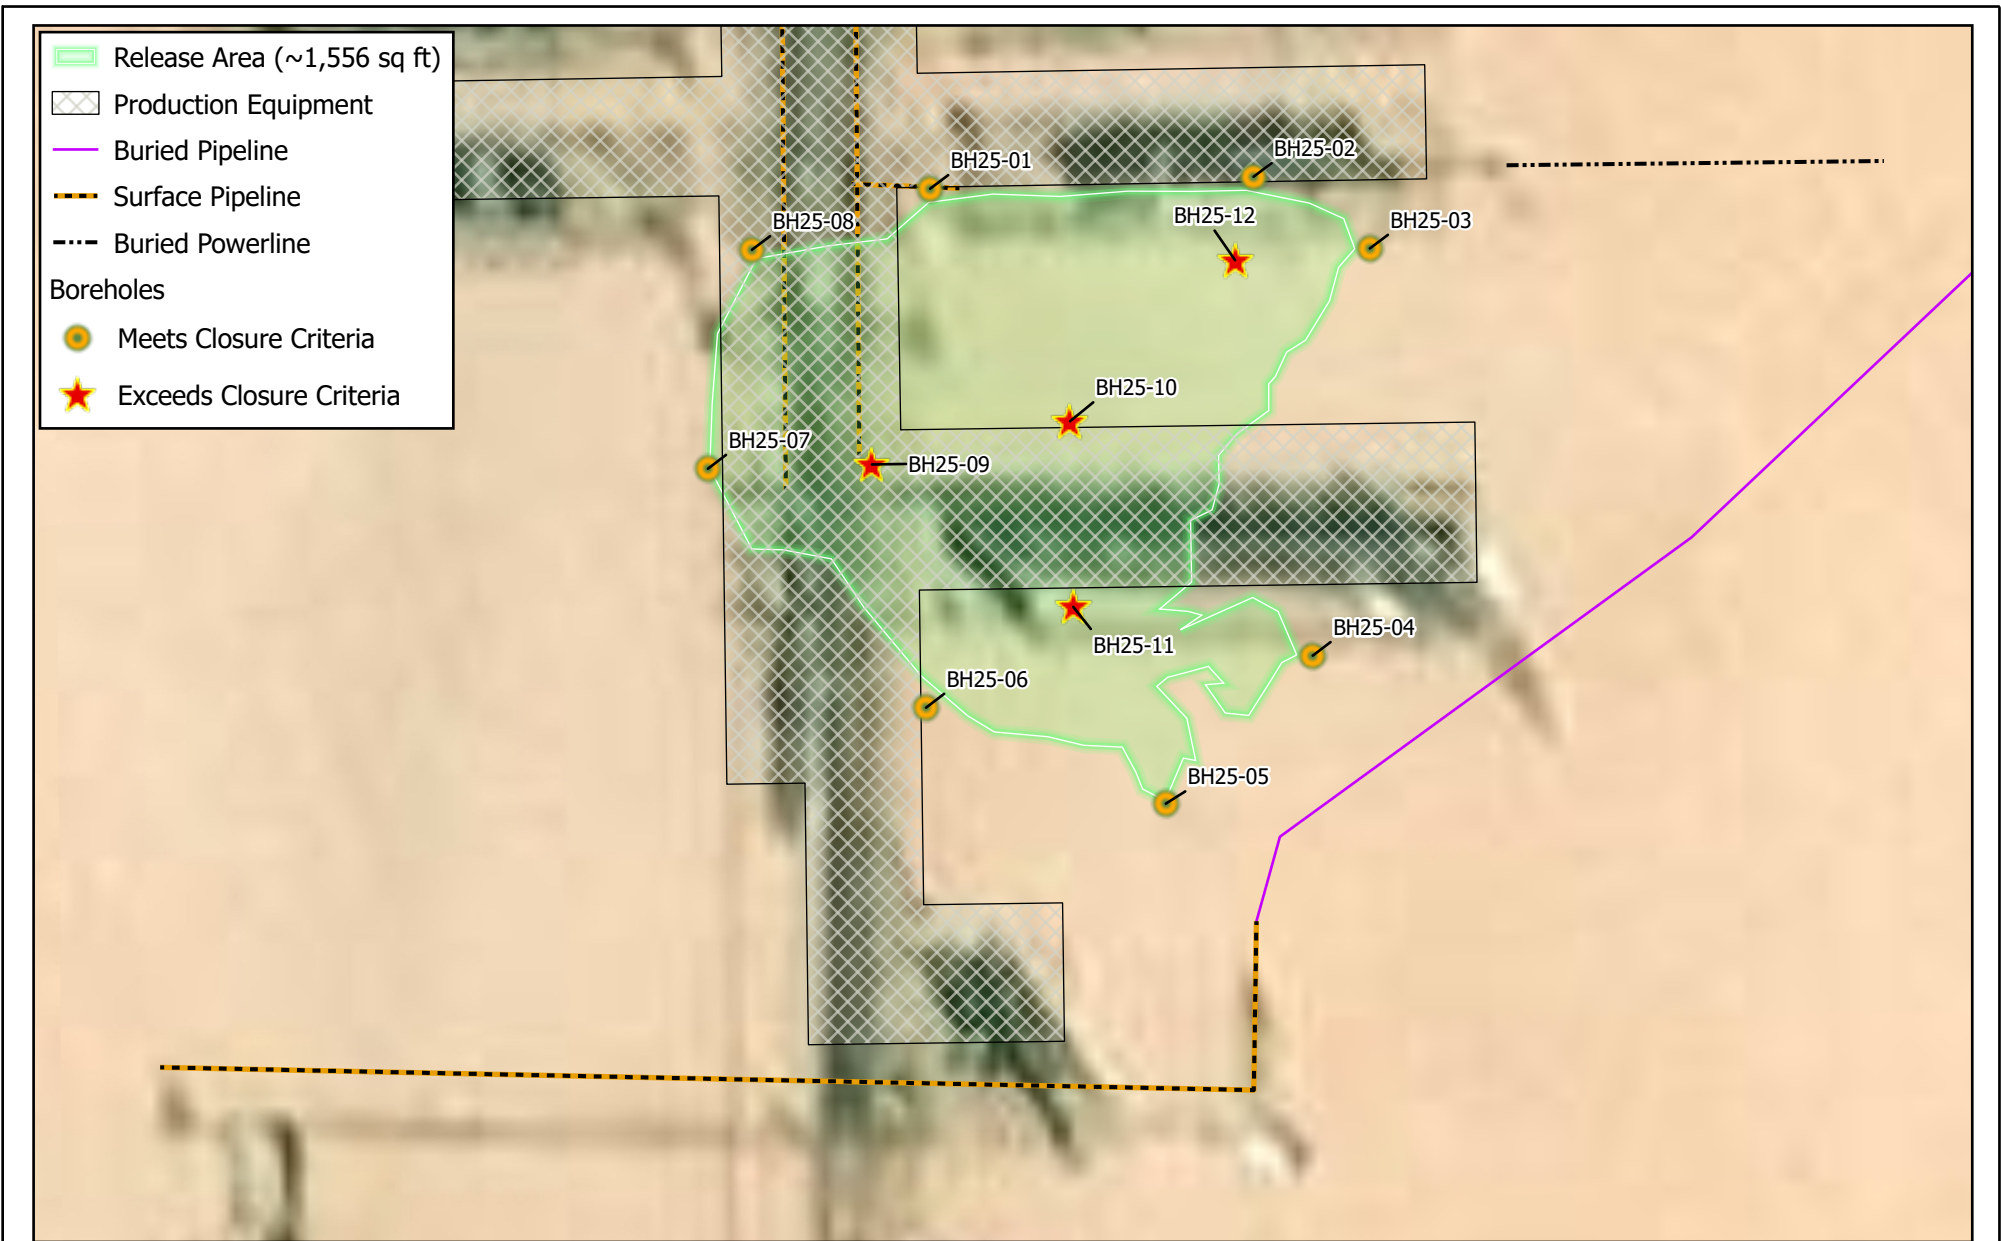 Release Area (~1,556 sq ft)
Production Equipment
Buried Pipeline
Surface Pipeline
Buried Powerline
Boreholes
Meets Closure Criteria
Exceeds Closure Criteria
BH25-01
BH25-02
BH25-12
BH25-03
BH25-08
BH25-10
BH25-07
BH25-09
BH25-04
BH25-11
BH25-06
BH25-05